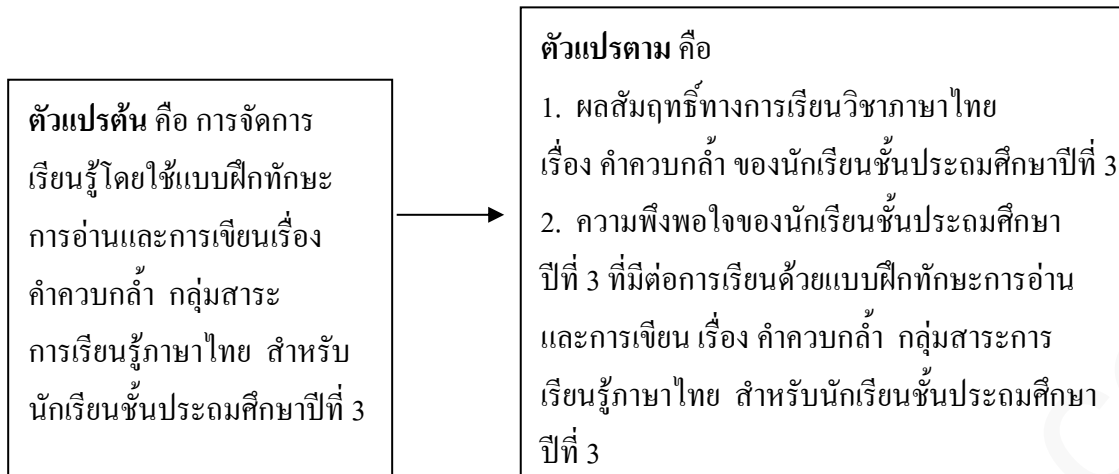 ตัวแปรต้น คือ การจัดการ
เรียนรู้โดยใช้แบบฝึกทักษะ
การอ่านและการเขียนเรื่อง
คำควบกล้ำ กลุ่มสาระ
การเรียนรู้ภาษาไทย สำหรับ
นักเรียนชั้นประถมศึกษาปีที่ 3
ตัวแปรตาม คือ
1. ผลสัมฤทธิ์ทางการเรียนวิชาภาษาไทย
เรื่อง คำควบกล้ำ ของนักเรียนชั้นประถมศึกษาปีที่ 3
2. ความพึงพอใจของนักเรียนชั้นประถมศึกษา
ปีที่ 3 ที่มีต่อการเรียนด้วยแบบฝึกทักษะการอ่าน
และการเขียน เรื่อง คำควบกล้ำ กลุ่มสาระการ
เรียนรู้ภาษาไทย สำหรับนักเรียนชั้นประถมศึกษา
ปีที่ 3